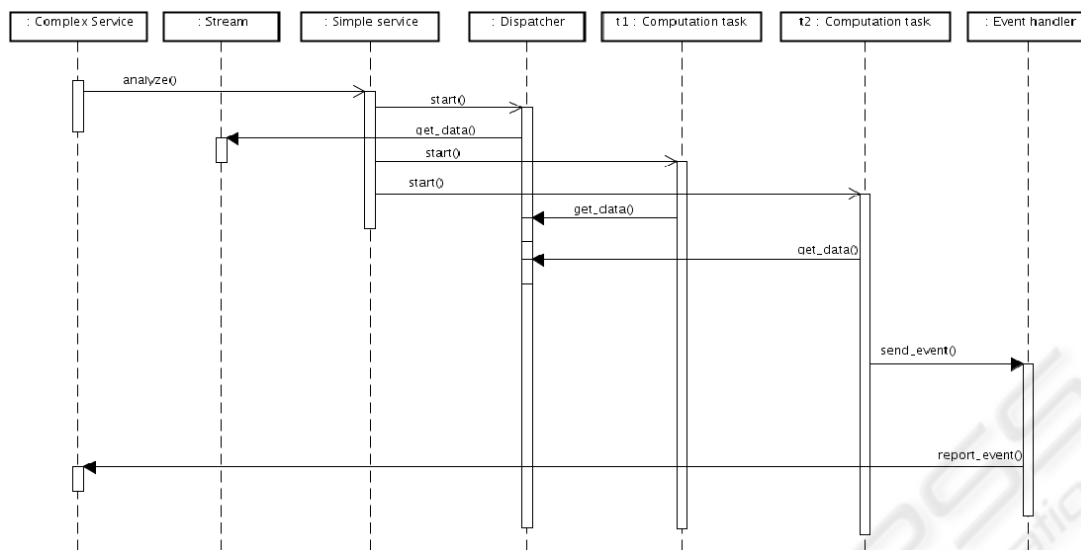 : Complex Service
: Stream
: Simple service
: Dispatcher
t1 : Computation task
t2 : Computation task
: Event handler
analyze()
start()
get_data()
start()
start()
get_data()
get_data()
send_event()
report_event()